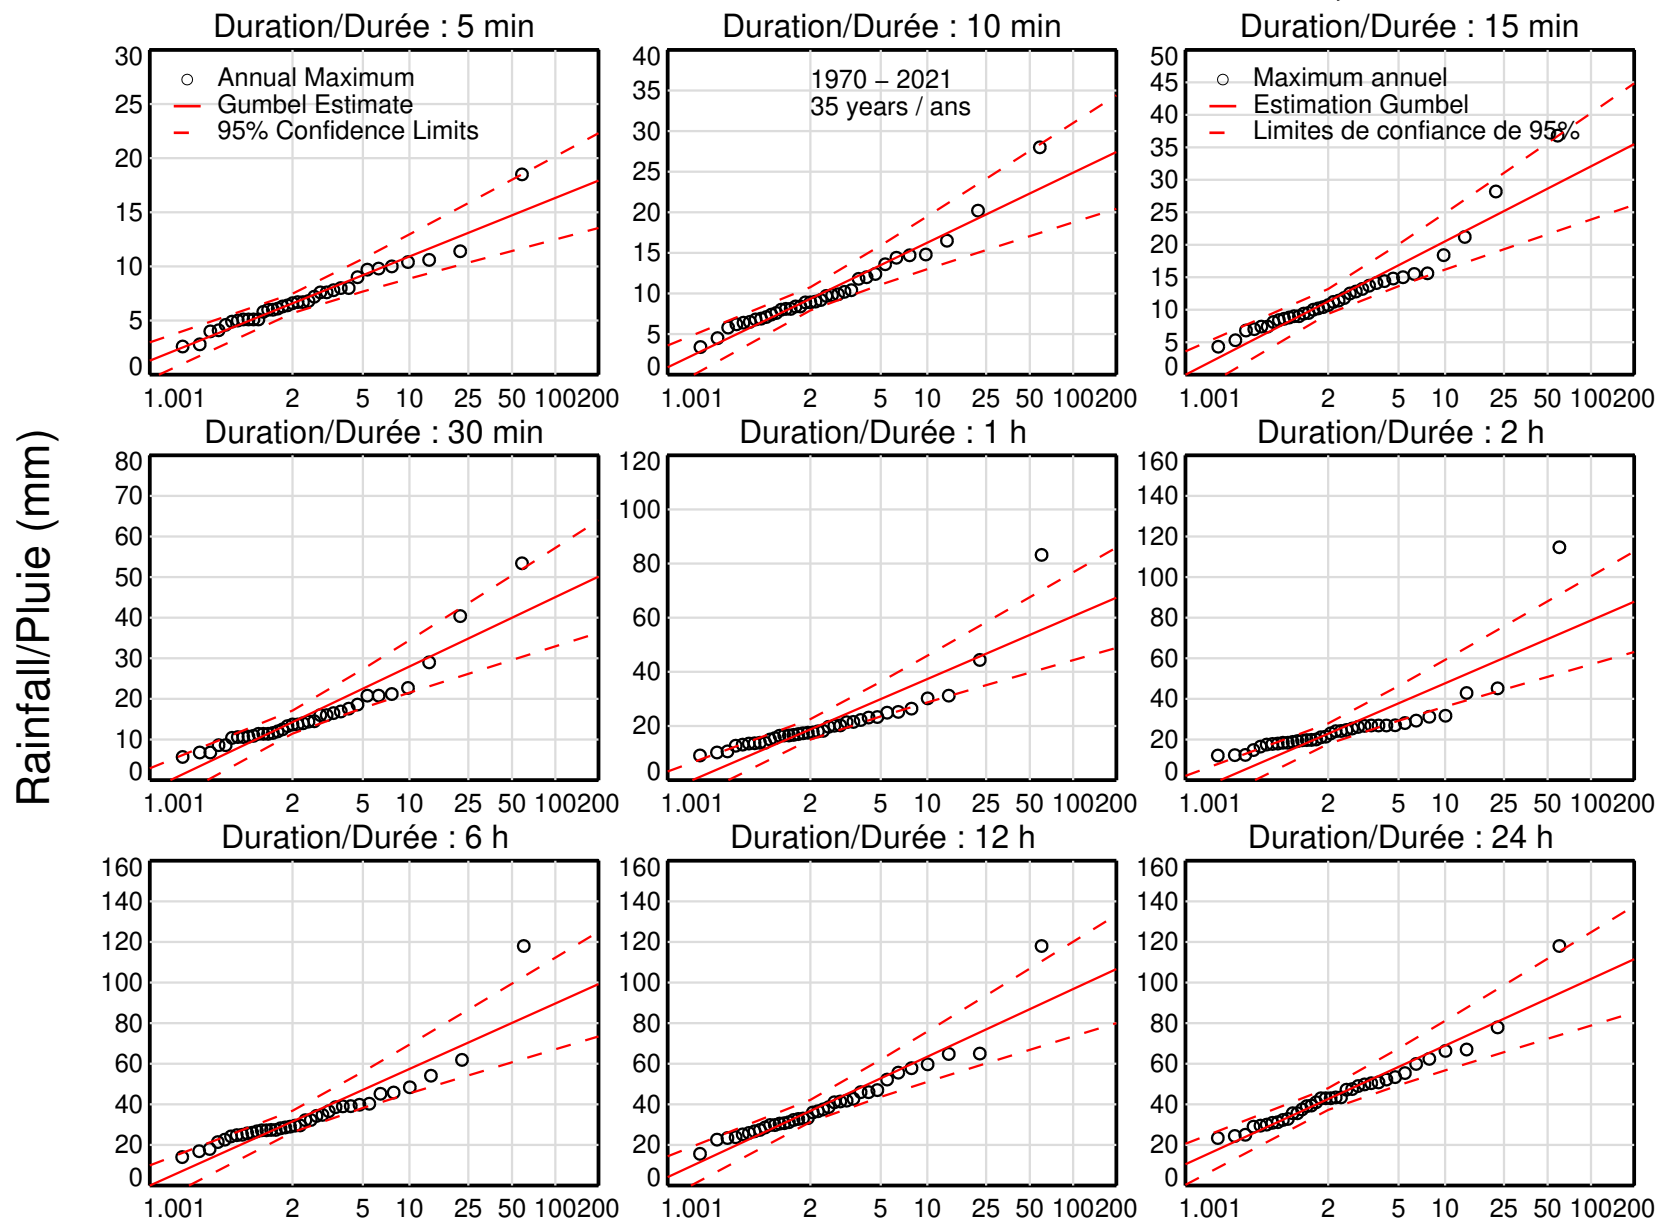 Duration/Durée : 5 min
Duration/Durée : 10 min
Duration/Durée : 15 min
30
25
20
15
10
5
0
Annual Maximum
Gumbel Estimate
95% Confidence Limits
1.001 2 5 10 25 50 100 200
40
35
30
25
20
15
10
5
0
1970 – 2021
35 years / ans
1.001 2 5 10 25 50 100 200
50
45
40
35
30
25
20
15
10
5
0
Maximum annuel
Estimation Gumbel
Limites de confiance de 95%
1.001 2 5 10 25 50 100 200
Rainfall/Pluie (mm)
Duration/Durée : 30 min
Duration/Durée : 1 h
Duration/Durée : 2 h
80
70
60
50
40
30
20
10
0
1.001 2 5 10 25 50 100 200
120
100
80
60
40
20
0
1.001 2 5 10 25 50 100 200
160
140
120
100
80
60
40
20
0
1.001 2 5 10 25 50 100 200
Duration/Durée : 6 h
Duration/Durée : 12 h
Duration/Durée : 24 h
160
140
120
100
80
60
40
20
0
1.001 2 5 10 25 50 100 200
160
140
120
100
80
60
40
20
0
1.001 2 5 10 25 50 100 200
160
140
120
100
80
60
40
20
0
1.001 2 5 10 25 50 100 200